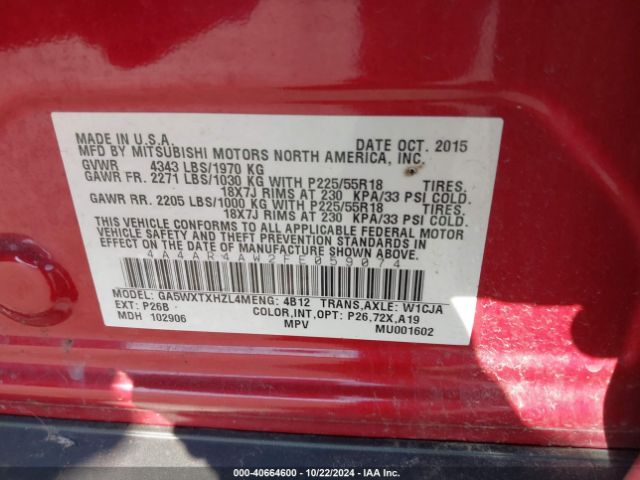 MADE IN U.S.A. DATE OCT. 2015
MFD BY MITSUBISHI MOTORS NORTH AMERICA, INC.
GVWR 4343 LBS/1970 KG
GAWR FR. 2271 LBS/1030 KG WITH P225/55R18 TIRES.
18X7J RIMS AT 230 KPA/33 PSI COLD.
GAWR RR. 2205 LBS/1000 KG WITH P225/55R18 TIRES.
18X7J RIMS AT 230 KPA/33 PSI COLD.
THIS VEHICLE CONFORMS TO ALL APPLICABLE FEDERAL MOTOR
VEHICLE SAFETY AND THEFT PREVENTION STANDARDS IN
EFFECT ON THE DATE OF MANUFACTURE SHOWN ABOVE.
4A4AR4AW2FE059074
MODEL: GA5WXTXHZL4MENG: 4B12 TRANS,AXLE: W1CJA
EXT: P26B COLOR,INT,OPT: P26,72X,A19
MDH 102906 MPV MU001602
000-40664600 | 10/22/2024 | IAA Inc.